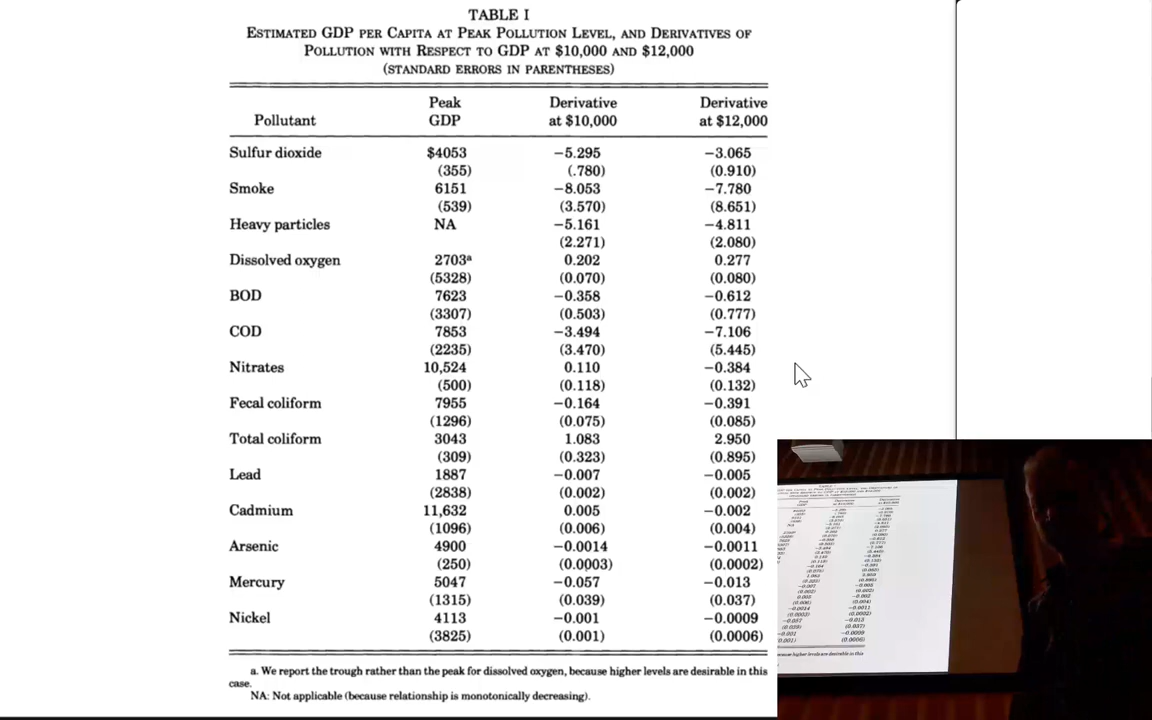 TABLE I
ESTIMATED GDP PER CAPITA AT PEAK POLLUTION LEVEL, AND DERIVATIVES OF
POLLUTION WITH RESPECT TO GDP AT $10,000 AND $12,000
(STANDARD ERRORS IN PARENTHESES)
Peak Derivative Derivative
Pollutant GDP at $10,000 at $12,000
Sulfur dioxide $4053 −5.295 −3.065
(355) (.780) (0.910)
Smoke 6151 −8.053 −7.780
(539) (3.570) (8.651)
Heavy particles NA −5.161 −4.811
(2.271) (2.080)
Dissolved oxygen 2703ᵃ 0.202 0.277
(5328) (0.070) (0.080)
BOD 7623 −0.358 −0.612
(3307) (0.503) (0.777)
COD 7853 −3.494 −7.106
(2235) (3.470) (5.445)
Nitrates 10,524 0.110 −0.384
(500) (0.118) (0.132)
Fecal coliform 7955 −0.164 −0.391
(1296) (0.075) (0.085)
Total coliform 3043 1.083 2.950
(309) (0.323) (0.895)
Lead 1887 −0.007 −0.005
(2838) (0.002) (0.002)
Cadmium 11,632 0.005 −0.002
(1096) (0.006) (0.004)
Arsenic 4900 −0.0014 −0.0011
(250) (0.0003) (0.0002)
Mercury 5047 −0.057 −0.013
(1315) (0.039) (0.037)
Nickel 4113 −0.001 −0.0009
(3825) (0.001) (0.0006)
a. We report the trough rather than the peak for dissolved oxygen, because higher levels are desirable in this
case.
NA: Not applicable (because relationship is monotonically decreasing).